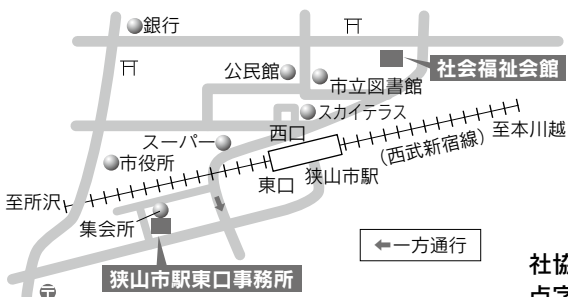 銀行
公民館
市立図書館
社会福祉会館
スカイテラス
スーパー
西口
至本川越
(西武新宿線)
市役所
東口
狭山市駅
至所沢
集会所
←一方通行
狭山市駅東口事務所
社協
点字